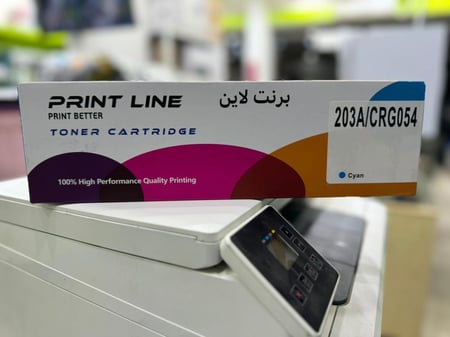 PRINT LINE
برنت لاين
PRINT BETTER
TONER CARTRIDGE
203A/CRG054
Cyan
100% High Performance Quality Printing